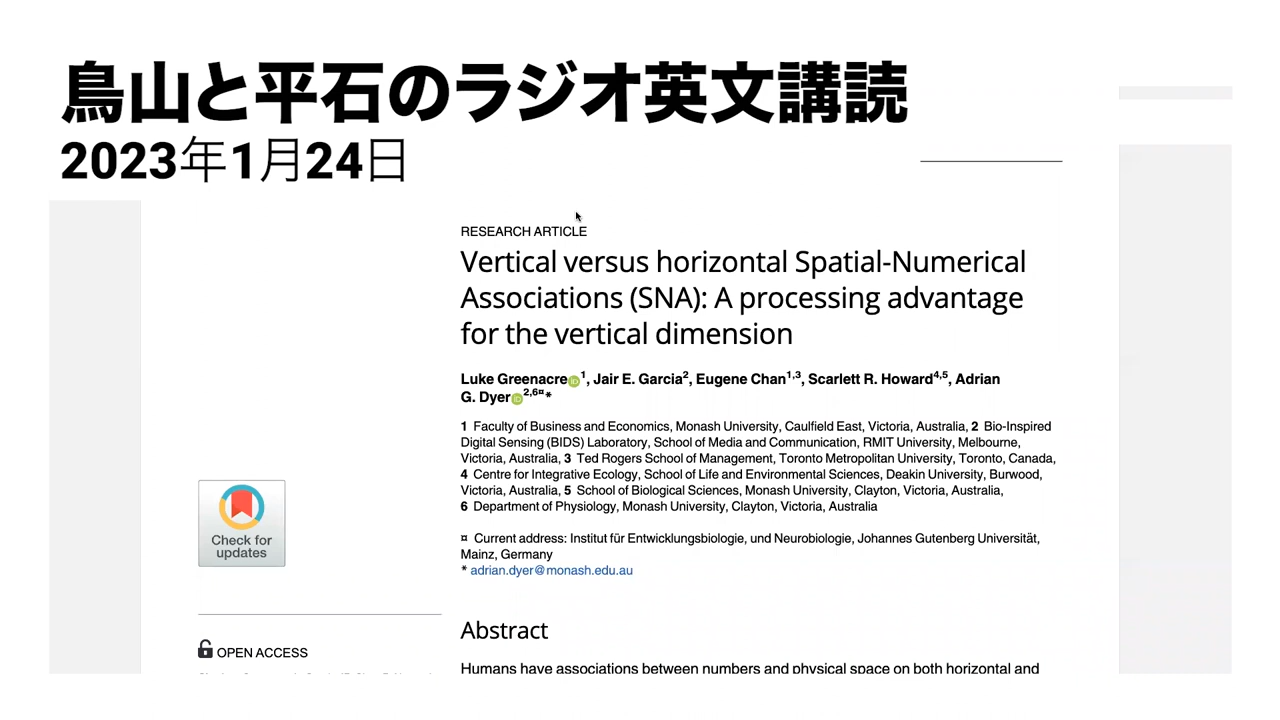 鳥山と平石のラジオ英文講読
2023年1月24日
RESEARCH ARTICLE
Vertical versus horizontal Spatial-Numerical
Associations (SNA): A processing advantage
for the vertical dimension
Luke Greenacre iD 1, Jair E. Garcia2, Eugene Chan1,3, Scarlett R. Howard4,5, Adrian
G. Dyer iD 2,6¤*
1 Faculty of Business and Economics, Monash University, Caulfield East, Victoria, Australia, 2 Bio-Inspired
Digital Sensing (BIDS) Laboratory, School of Media and Communication, RMIT University, Melbourne,
Victoria, Australia, 3 Ted Rogers School of Management, Toronto Metropolitan University, Toronto, Canada,
4 Centre for Integrative Ecology, School of Life and Environmental Sciences, Deakin University, Burwood,
Victoria, Australia, 5 School of Biological Sciences, Monash University, Clayton, Victoria, Australia,
6 Department of Physiology, Monash University, Clayton, Victoria, Australia
¤ Current address: Institut für Entwicklungsbiologie, und Neurobiologie, Johannes Gutenberg Universität,
Mainz, Germany
* adrian.dyer@monash.edu.au
Check for
updates
OPEN ACCESS
Abstract
Humans have associations between numbers and physical space on both horizontal and